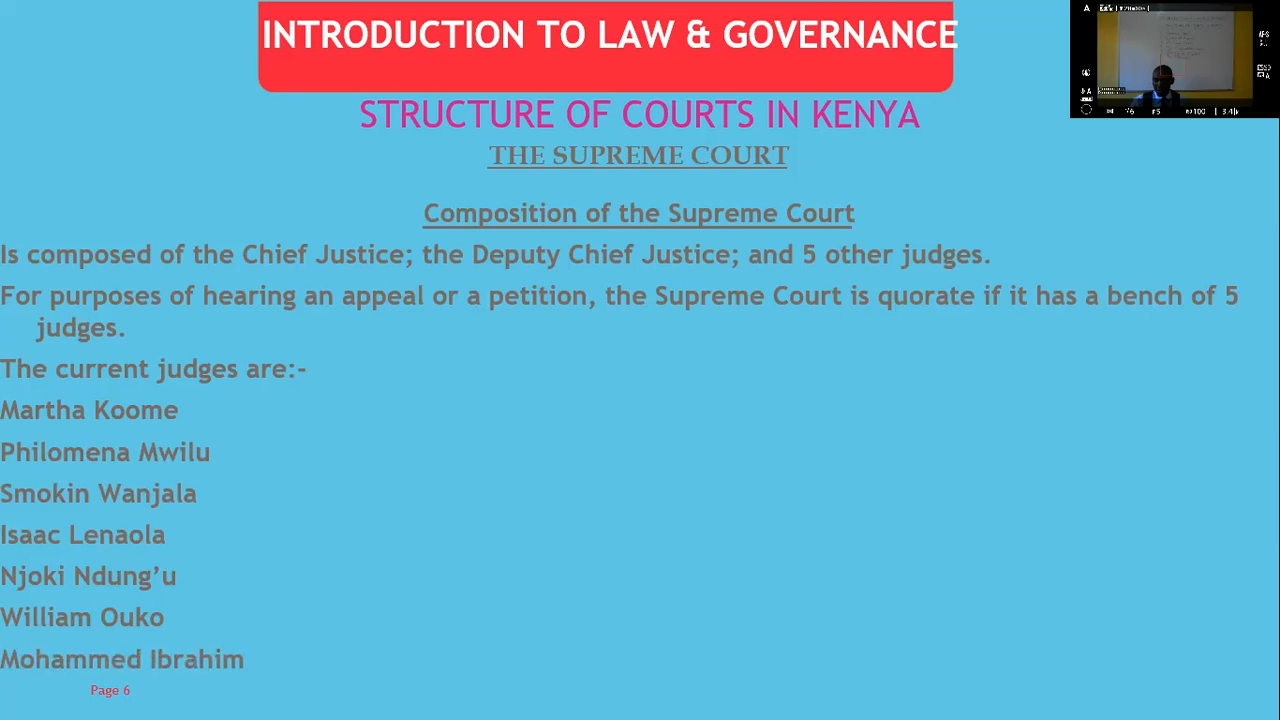 INTRODUCTION TO LAW & GOVERNANCE
STRUCTURE OF COURTS IN KENYA
THE SUPREME COURT
Composition of the Supreme Court
Is composed of the Chief Justice; the Deputy Chief Justice; and 5 other judges.
For purposes of hearing an appeal or a petition, the Supreme Court is quorate if it has a bench of 5
judges.
The current judges are:-
Martha Koome
Philomena Mwilu
Smokin Wanjala
Isaac Lenaola
Njoki Ndung’u
William Ouko
Mohammed Ibrahim
Page 6